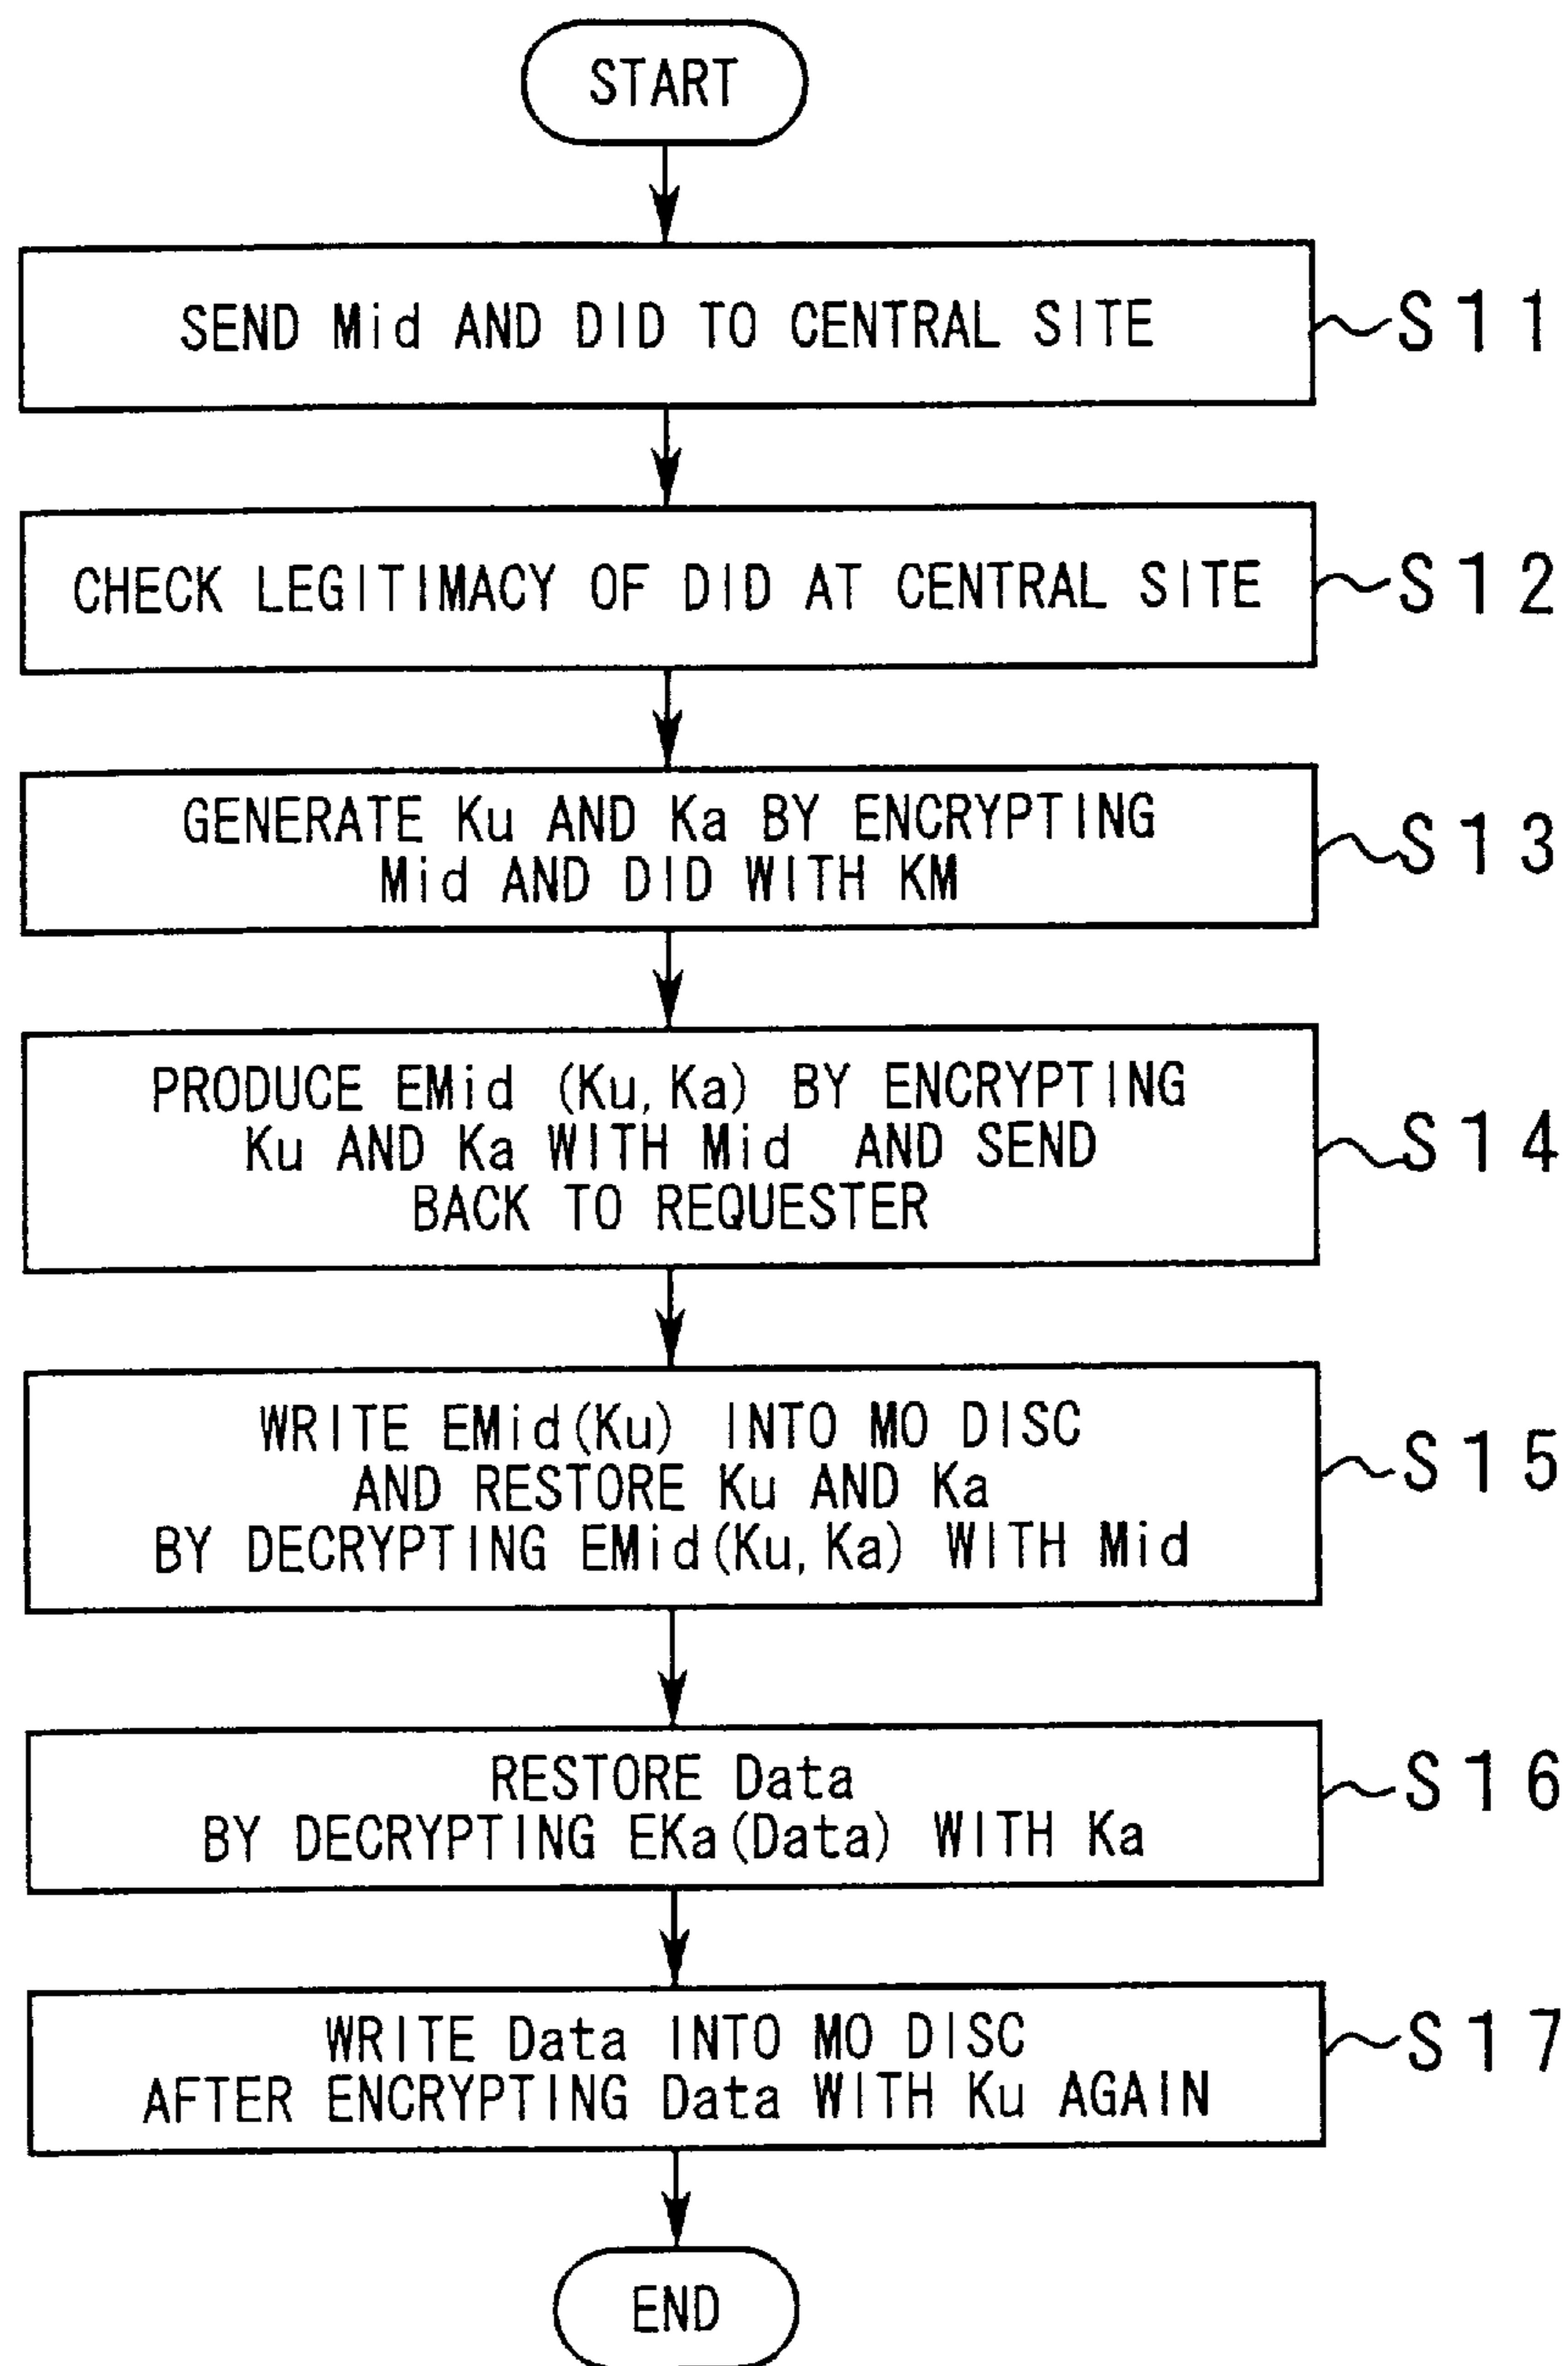 START
SEND Mid AND DID TO CENTRAL SITE
S11
CHECK LEGITIMACY OF DID AT CENTRAL SITE
S12
GENERATE Ku AND Ka BY ENCRYPTING
Mid AND DID WITH KM
S13
PRODUCE EMid (Ku, Ka) BY ENCRYPTING
Ku AND Ka WITH Mid AND SEND
BACK TO REQUESTER
S14
WRITE EMid(Ku) INTO MO DISC
AND RESTORE Ku AND Ka
BY DECRYPTING EMid(Ku, Ka) WITH Mid
S15
RESTORE Data
BY DECRYPTING EKa(Data) WITH Ka
S16
WRITE Data INTO MO DISC
AFTER ENCRYPTING Data WITH Ku AGAIN
S17
END